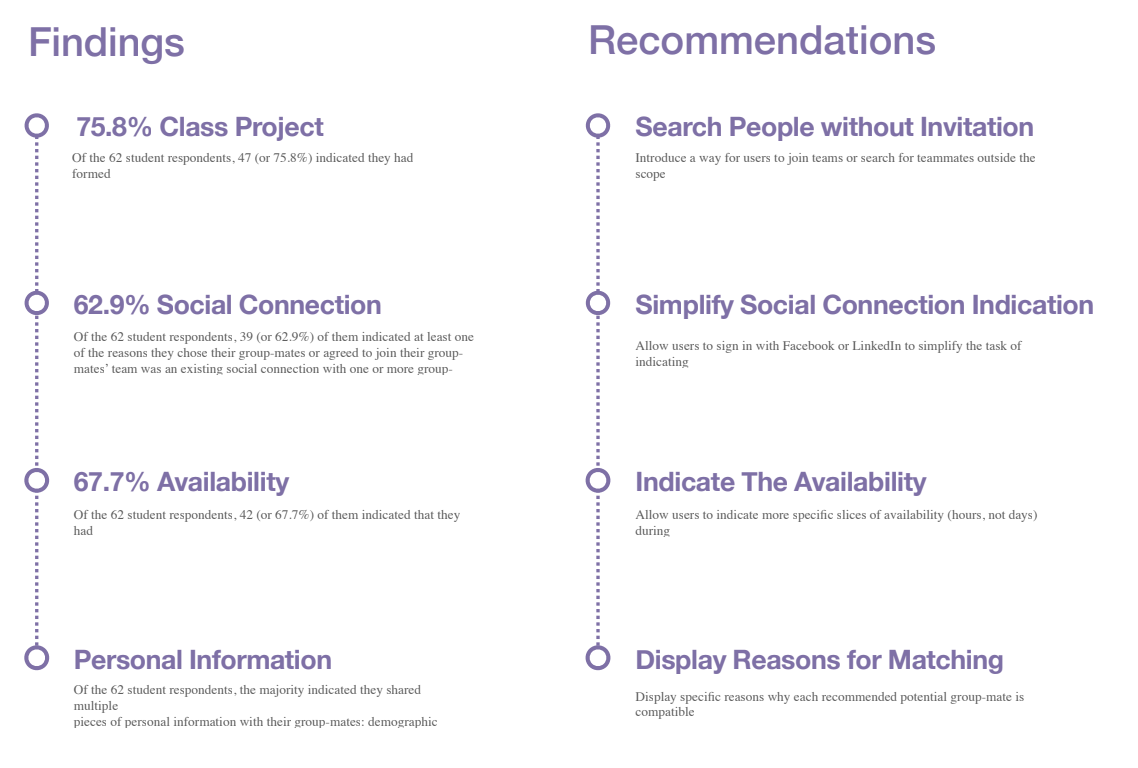 Findings
75.8% Class Project
Of the 62 student respondents, 47 (or 75.8%) indicated they had
formed
62.9% Social Connection
Of the 62 student respondents, 39 (or 62.9%) of them indicated at least one
of the reasons they chose their group-mates or agreed to join their group-
mates' team was an existing social connection with one or more group-
67.7% Availability
Of the 62 student respondents, 42 (or 67.7%) of them indicated that they
had
Personal Information
Of the 62 student respondents, the majority indicated they shared
multiple
pieces of personal information with their group-mates: demographic
Recommendations
Search People without Invitation
Introduce a way for users to join teams or search for teammates outside the
scope
Simplify Social Connection Indication
Allow users to sign in with Facebook or LinkedIn to simplify the task of
indicating
Indicate The Availability
Allow users to indicate more specific slices of availability (hours, not days)
during
Display Reasons for Matching
Display specific reasons why each recommended potential group-mate is
compatible